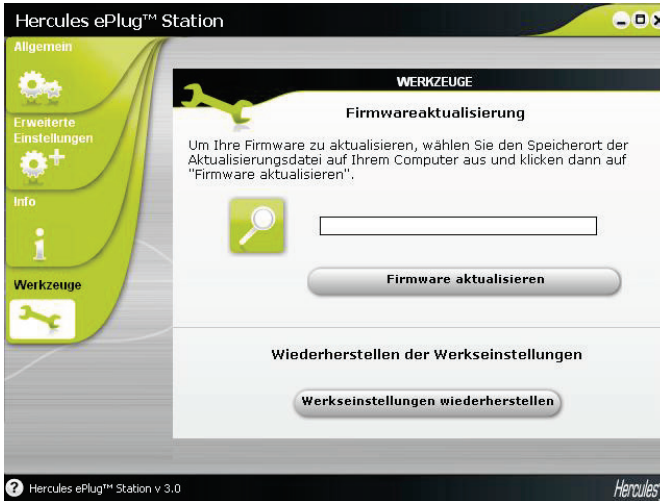 Hercules ePlug™ Station
Allgemein
Erweiterte
Einstellungen
Info
Werkzeuge
WERKZEUGE
Firmwareaktualisierung
Um Ihre Firmware zu aktualisieren, wählen Sie den Speicherort der
Aktualisierungsdatei auf Ihrem Computer aus und klicken dann auf
"Firmware aktualisieren".
Firmware aktualisieren
Wiederherstellen der Werkseinstellungen
Werkseinstellungen wiederherstellen
? Hercules ePlug™ Station v 3.0
Hercules